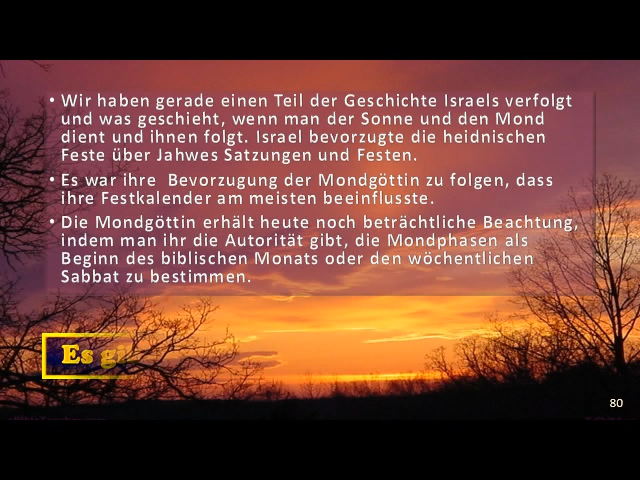 • Wir haben gerade einen Teil der Geschichte Israels verfolgt
und was geschieht, wenn man der Sonne und den Mond
dient und ihnen folgt. Israel bevorzugte die heidnischen
Feste über Jahwes Satzungen und Festen.
• Es war ihre Bevorzugung der Mondgöttin zu folgen, dass
ihre Festkalender am meisten beeinflusste.
• Die Mondgöttin erhält heute noch beträchtliche Beachtung,
indem man ihr die Autorität gibt, die Mondphasen als
Beginn des biblischen Monats oder den wöchentlichen
Sabbat zu bestimmen.
Es
80